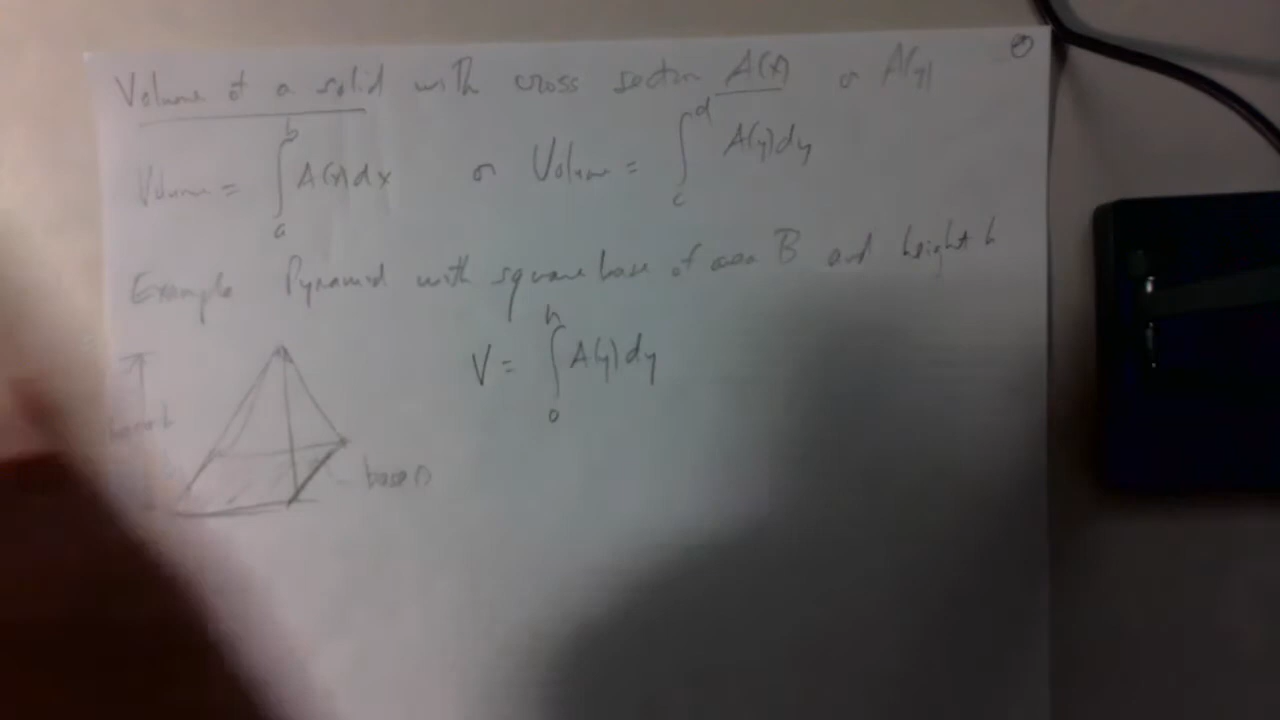 Volume of a solid with cross section A(x) or A(y)
Volume = ∫_a^b A(x) dx or Volume = ∫_c^d A(y) dy
Example Pyramid with square base of area B and height h
V = ∫_0^h A(y) dy
base